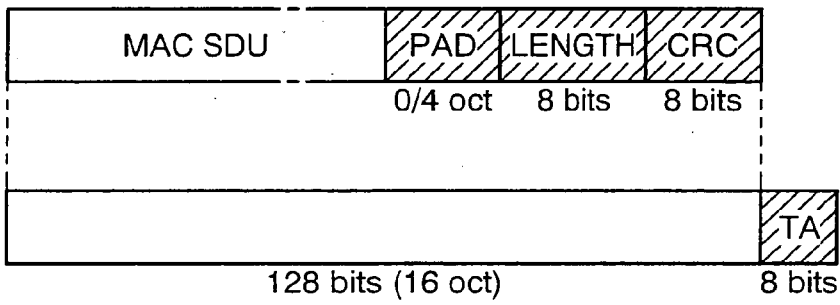 MAC SDU PAD LENGTH CRC
0/4 oct 8 bits 8 bits
TA
128 bits (16 oct) 8 bits